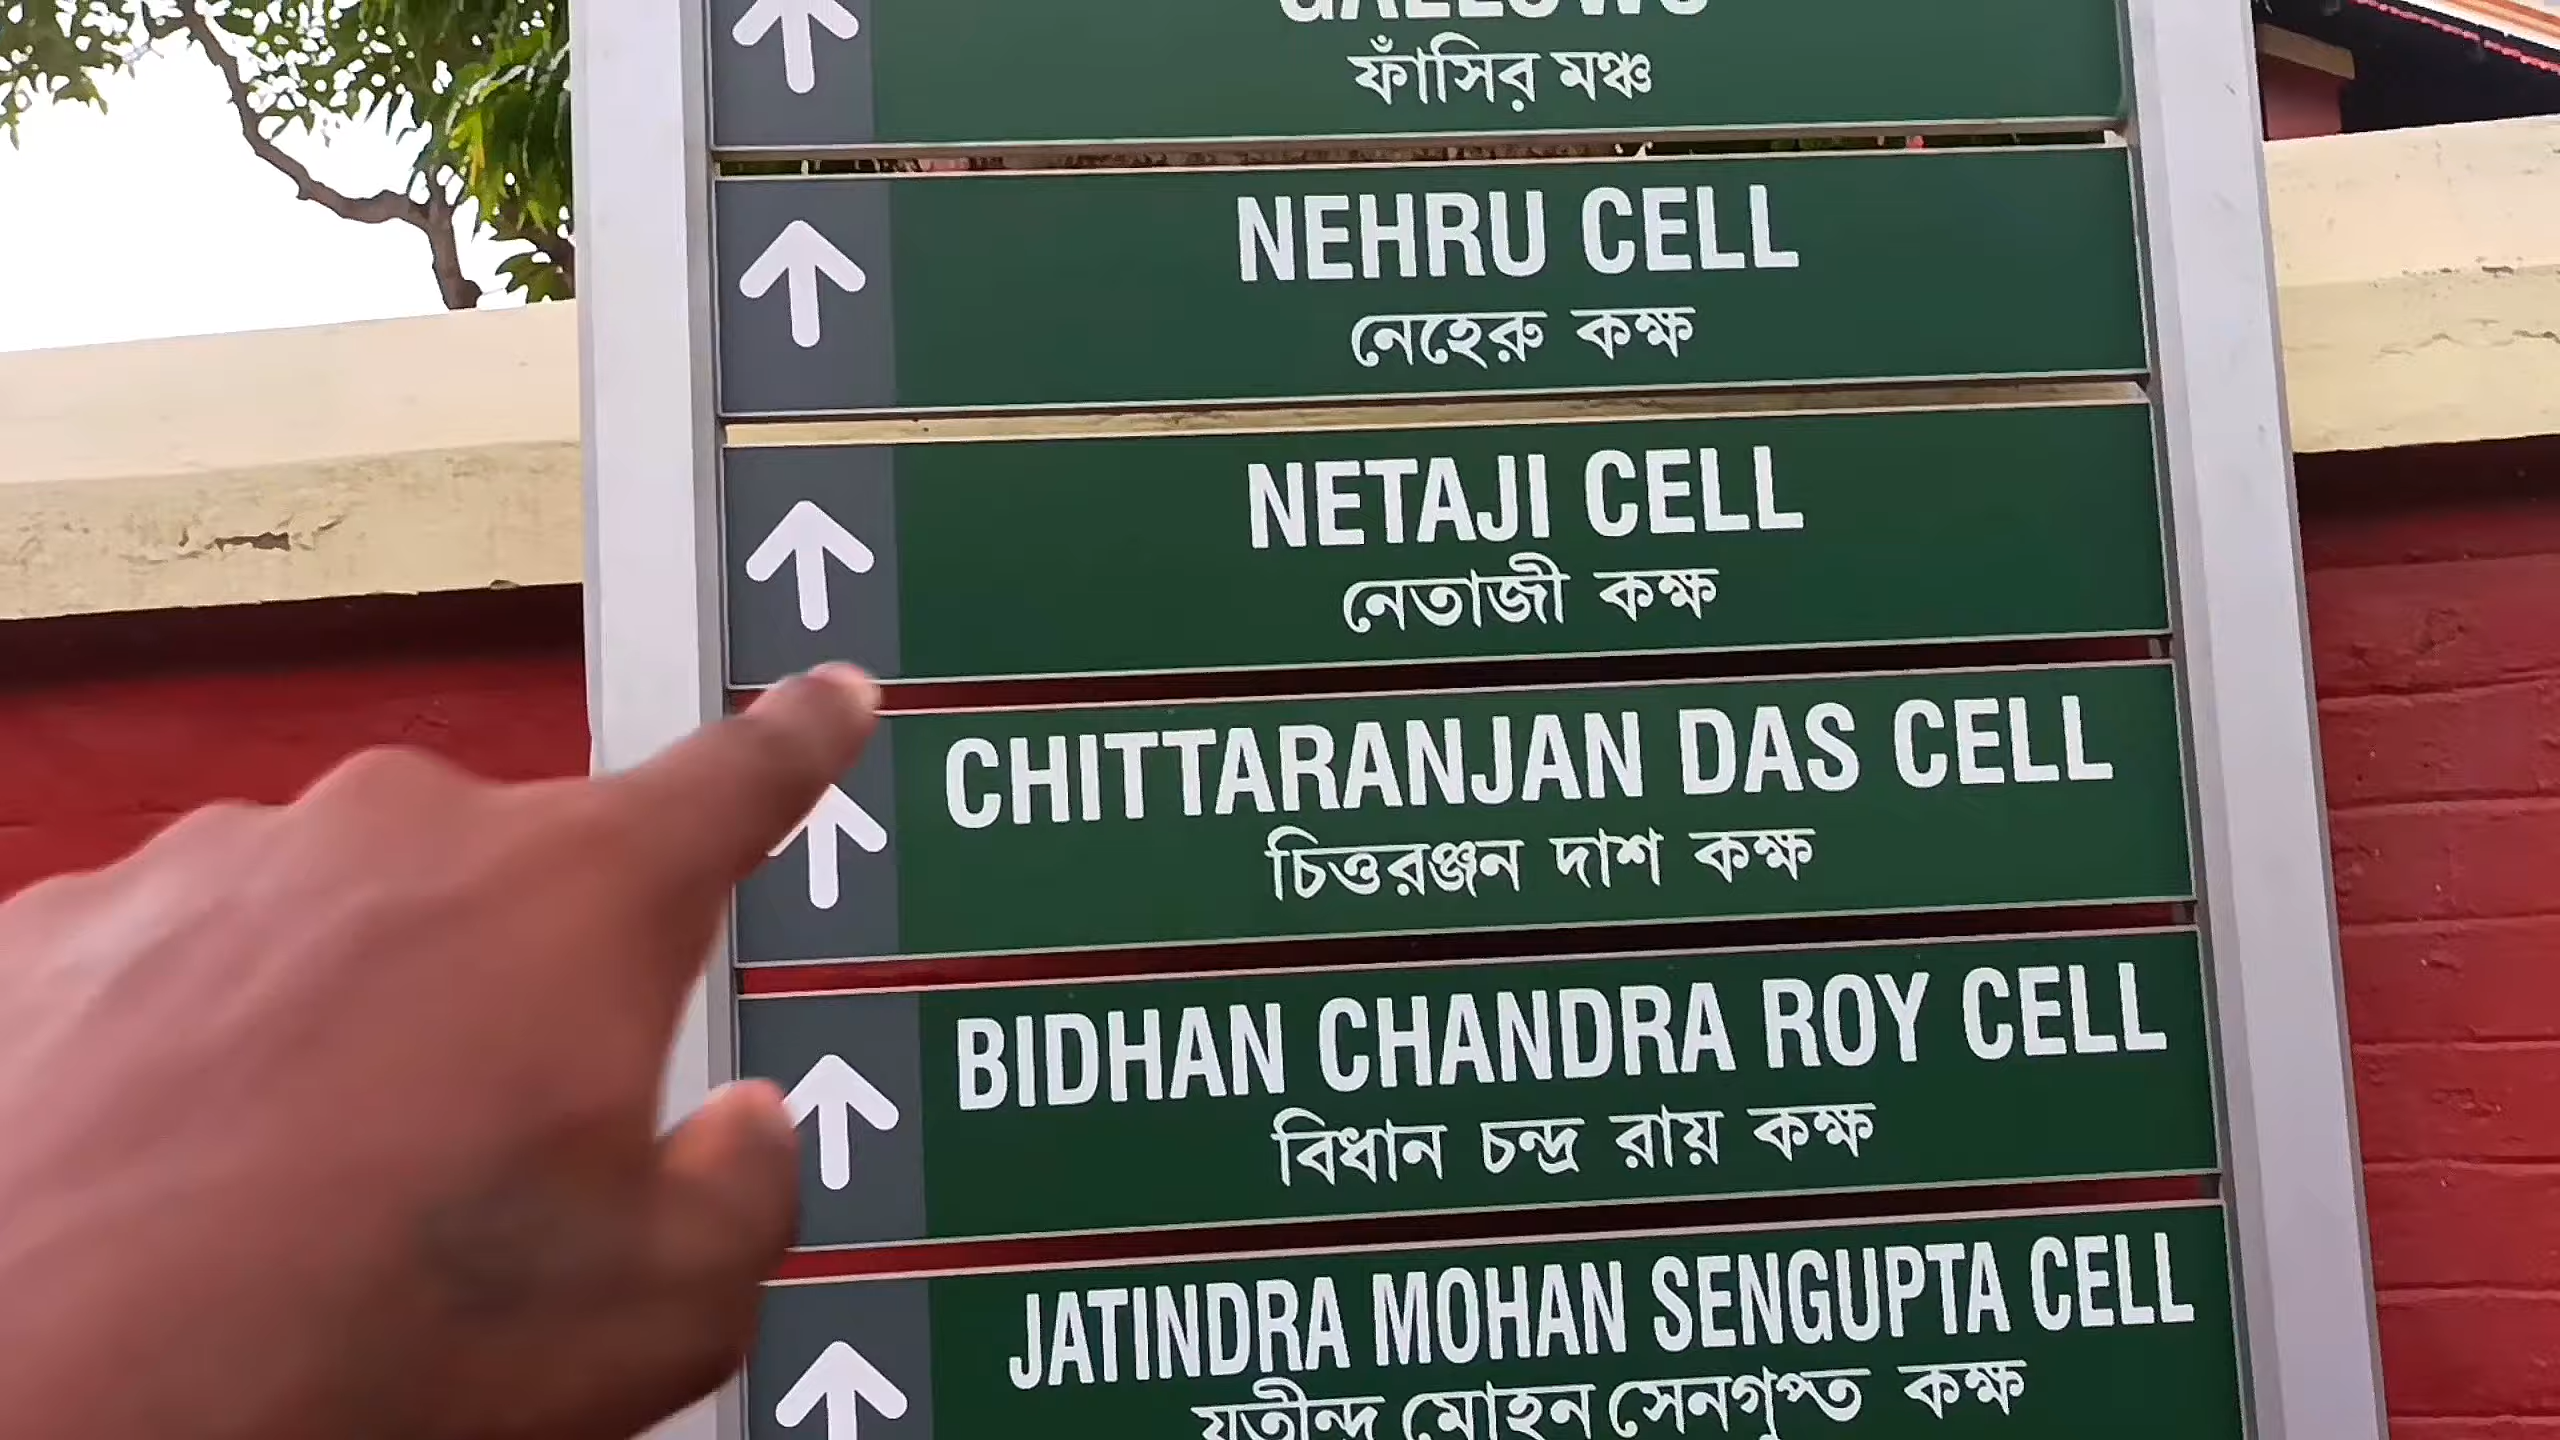 GALLOWS
ফাঁসির মঞ্চ
NEHRU CELL
নেহেরু কক্ষ
NETAJI CELL
নেতাজী কক্ষ
CHITTARANJAN DAS CELL
চিত্তরঞ্জন দাশ কক্ষ
BIDHAN CHANDRA ROY CELL
বিধান চন্দ্র রায় কক্ষ
JATINDRA MOHAN SENGUPTA CELL
যতীন্দ্র মোহন সেনগুপ্ত কক্ষ